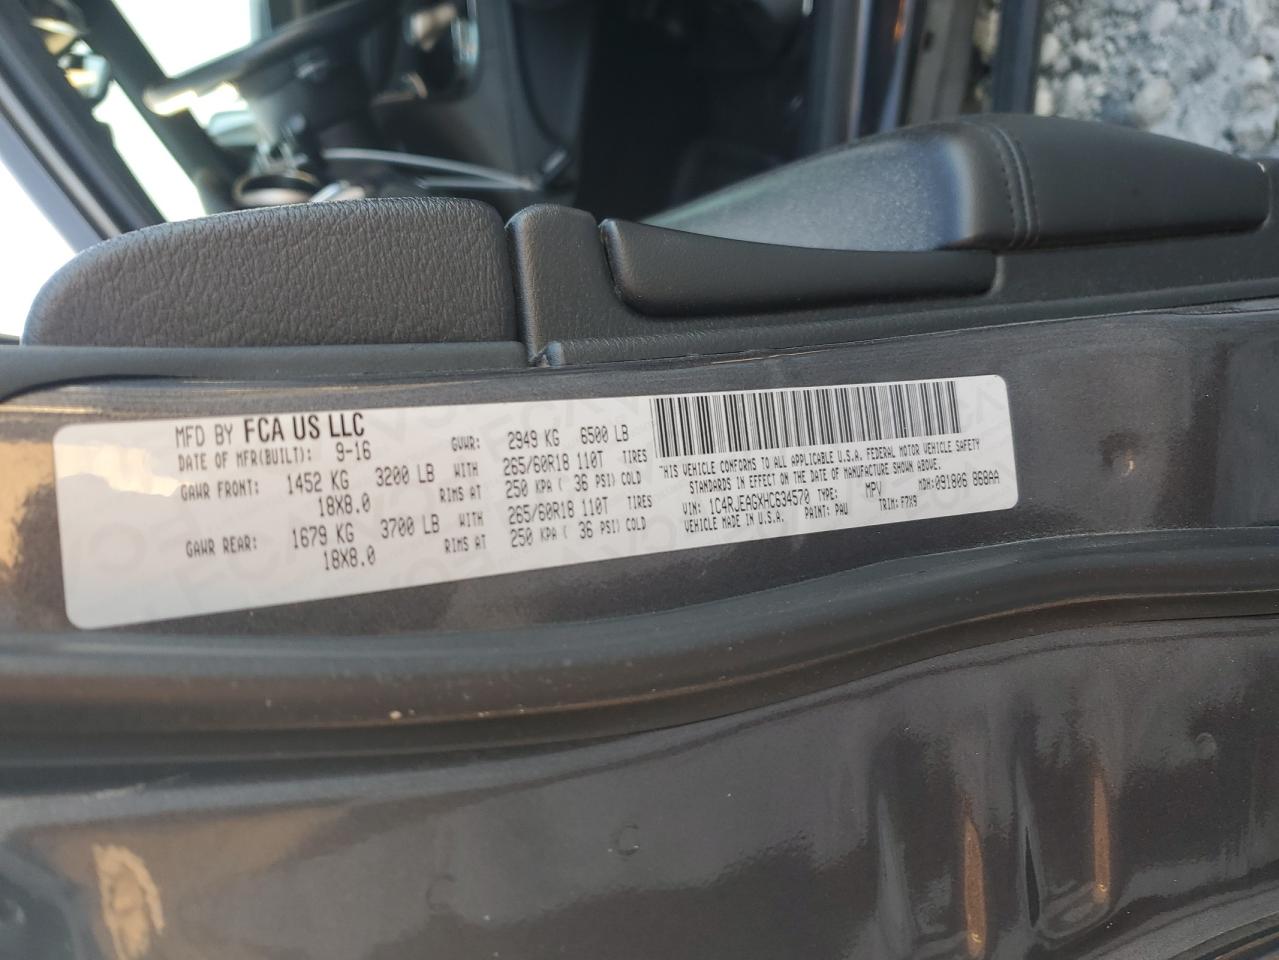 MFD BY FCA US LLC
DATE OF MFR(BUILT): 9-16 GVWR: 2949 KG 6500 LB
GAWR FRONT: 1452 KG 3200 LB WITH 265/60R18 110T TIRES
18X8.0 RIMS AT 250 KPA ( 36 PSI) COLD
GAWR REAR: 1679 KG 3700 LB WITH 265/60R18 110T TIRES
18X8.0 RIMS AT 250 KPA ( 36 PSI) COLD
THIS VEHICLE CONFORMS TO ALL APPLICABLE U.S.A. FEDERAL MOTOR VEHICLE SAFETY
STANDARDS IN EFFECT ON THE DATE OF MANUFACTURE SHOWN ABOVE.
VIN: 1C4RJEAGXHC634570 TYPE: MPV MDH:091806 868AA
VEHICLE MADE IN U.S.A. PAINT: PAU TRIM: F7X9